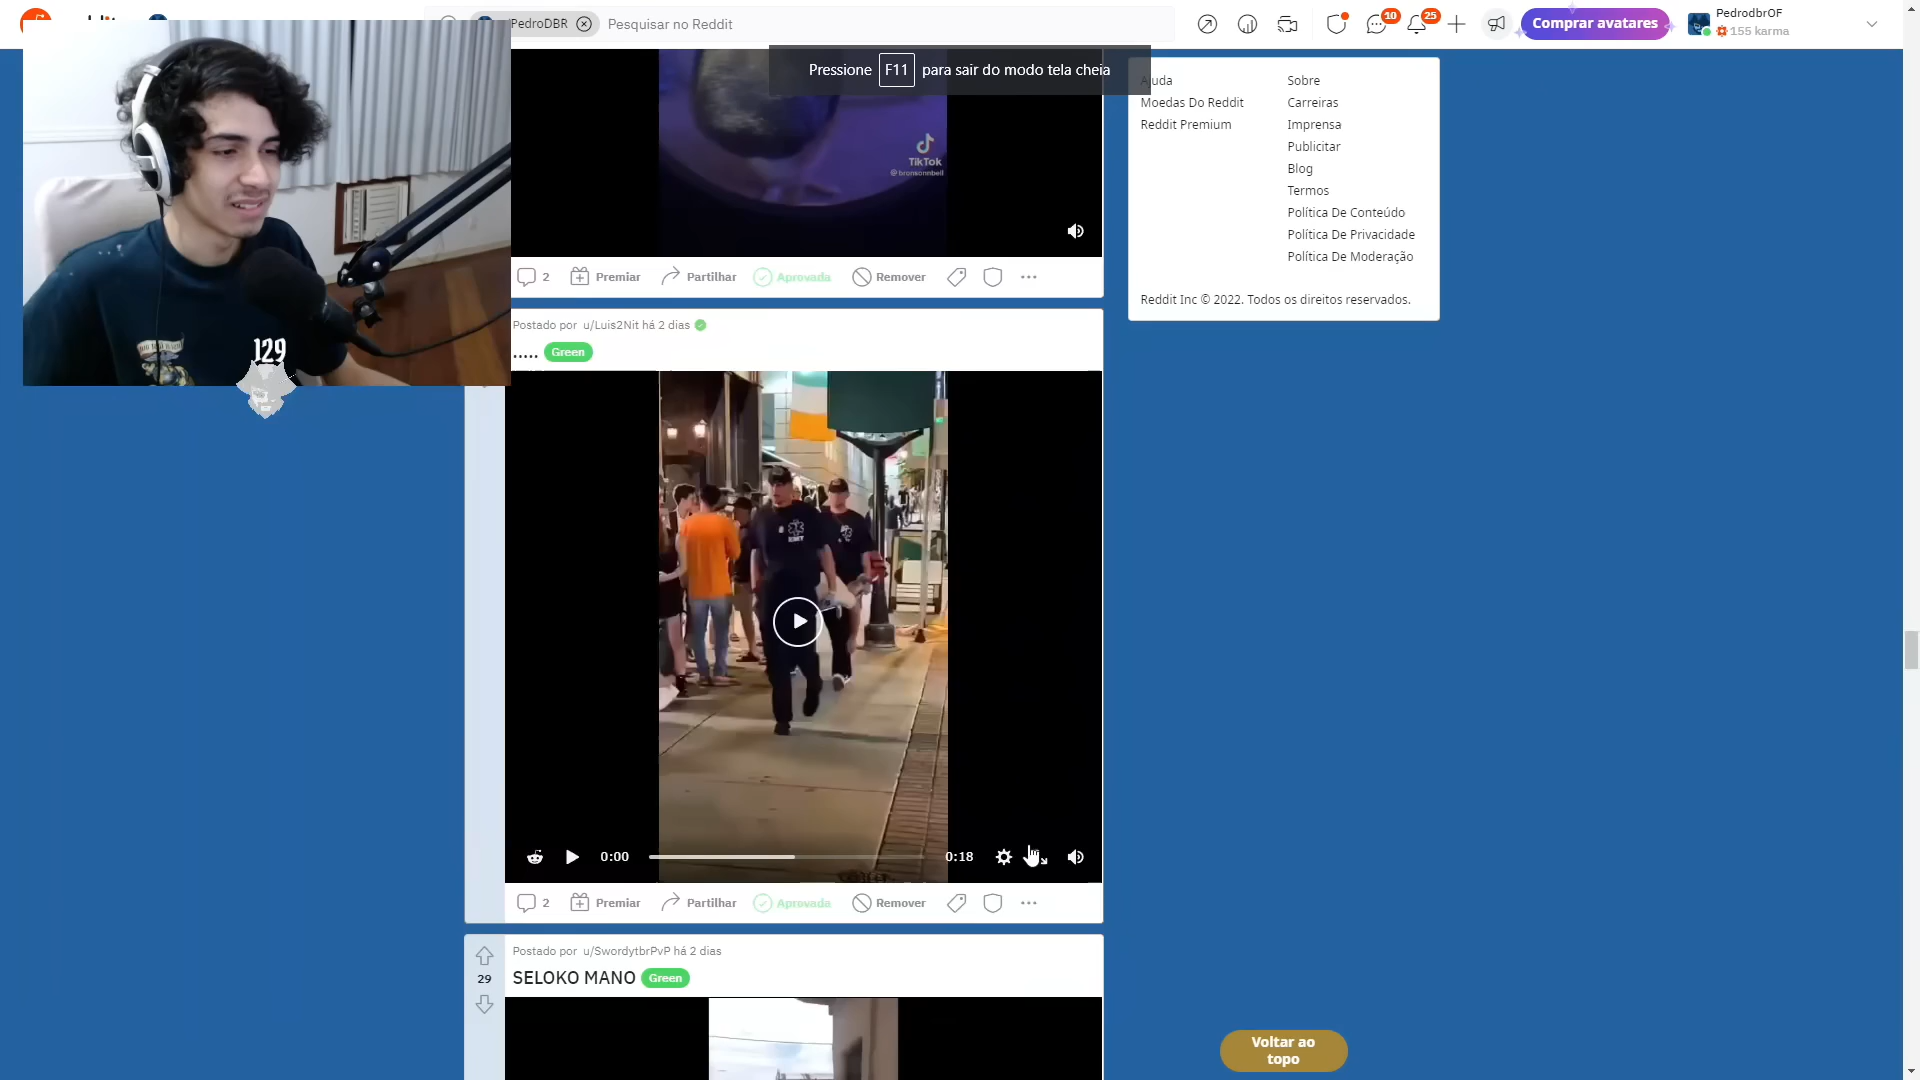 PedroDBR
Pesquisar no Reddit
10
25
Comprar avatares
PedrodbrOF
155 karma
Pressione F11 para sair do modo tela cheia
Ajuda
Moedas Do Reddit
Reddit Premium
Sobre
Carreiras
Imprensa
Publicitar
Blog
Termos
Política De Conteúdo
Política De Privacidade
Política De Moderação
Reddit Inc © 2022. Todos os direitos reservados.
TikTok
@bronsonnbell
2 Premiar Partilhar Aprovada Remover ...
129
Postado por u/Luis2Nit há 2 dias
..... Green
0:00
0:18
2 Premiar Partilhar Aprovada Remover ...
Postado por u/SwordytbrPvP há 2 dias
29
SELOKO MANO Green
Voltar ao
topo